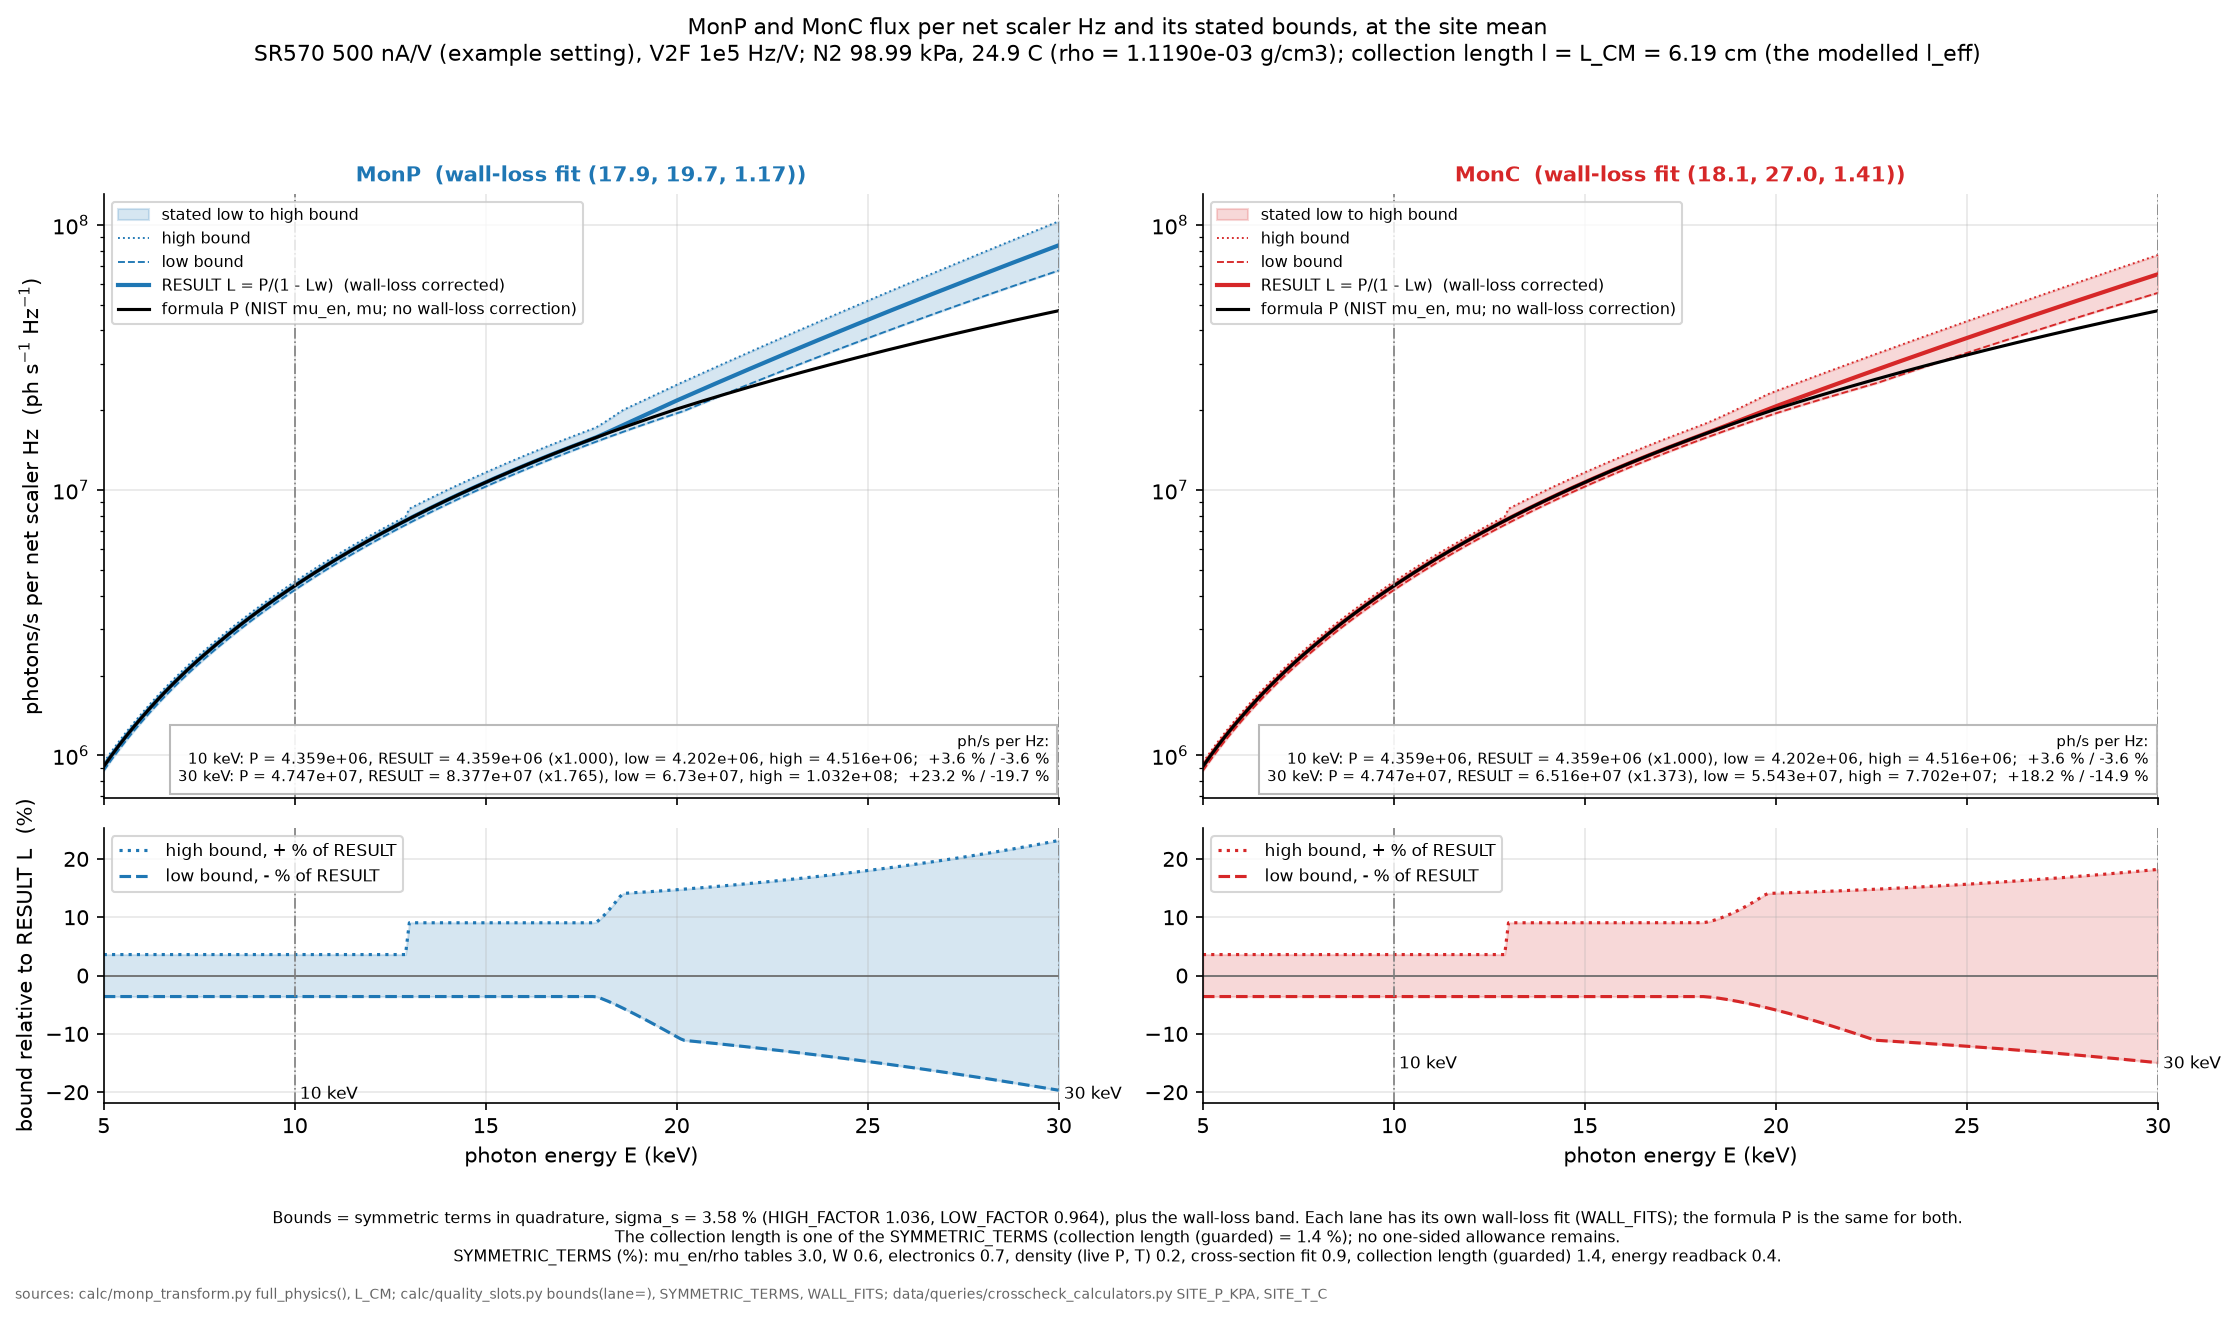 MonP and MonC flux per net scaler Hz and its stated bounds, at the site mean
SR570 500 nA/V (example setting), V2F 1e5 Hz/V; N2 98.99 kPa, 24.9 C (rho = 1.1190e-03 g/cm3); collection length l = L_CM = 6.19 cm (the modelled l_eff)
MonP (wall-loss fit (17.9, 19.7, 1.17))
photons/s per net scaler Hz (ph s⁻¹ Hz⁻¹)
10⁸
10⁷
10⁶
stated low to high bound
high bound
low bound
RESULT L = P/(1 - Lw) (wall-loss corrected)
formula P (NIST mu_en, mu; no wall-loss correction)
ph/s per Hz:
10 keV: P = 4.359e+06, RESULT = 4.359e+06 (x1.000), low = 4.202e+06, high = 4.516e+06; +3.6 % / -3.6 %
30 keV: P = 4.747e+07, RESULT = 8.377e+07 (x1.765), low = 6.73e+07, high = 1.032e+08; +23.2 % / -19.7 %
MonC (wall-loss fit (18.1, 27.0, 1.41))
10⁸
10⁷
10⁶
stated low to high bound
high bound
low bound
RESULT L = P/(1 - Lw) (wall-loss corrected)
formula P (NIST mu_en, mu; no wall-loss correction)
ph/s per Hz:
10 keV: P = 4.359e+06, RESULT = 4.359e+06 (x1.000), low = 4.202e+06, high = 4.516e+06; +3.6 % / -3.6 %
30 keV: P = 4.747e+07, RESULT = 6.516e+07 (x1.373), low = 5.543e+07, high = 7.702e+07; +18.2 % / -14.9 %
bound relative to RESULT L (%)
20
10
0
−10
−20
high bound, + % of RESULT
low bound, - % of RESULT
10 keV
30 keV
5 10 15 20 25 30
photon energy E (keV)
20
10
0
−10
−20
high bound, + % of RESULT
low bound, - % of RESULT
10 keV
30 keV
5 10 15 20 25 30
photon energy E (keV)
Bounds = symmetric terms in quadrature, sigma_s = 3.58 % (HIGH_FACTOR 1.036, LOW_FACTOR 0.964), plus the wall-loss band. Each lane has its own wall-loss fit (WALL_FITS); the formula P is the same for both.
The collection length is one of the SYMMETRIC_TERMS (collection length (guarded) = 1.4 %); no one-sided allowance remains.
SYMMETRIC_TERMS (%): mu_en/rho tables 3.0, W 0.6, electronics 0.7, density (live P, T) 0.2, cross-section fit 0.9, collection length (guarded) 1.4, energy readback 0.4.
sources: calc/monp_transform.py full_physics(), L_CM; calc/quality_slots.py bounds(lane=), SYMMETRIC_TERMS, WALL_FITS; data/queries/crosscheck_calculators.py SITE_P_KPA, SITE_T_C